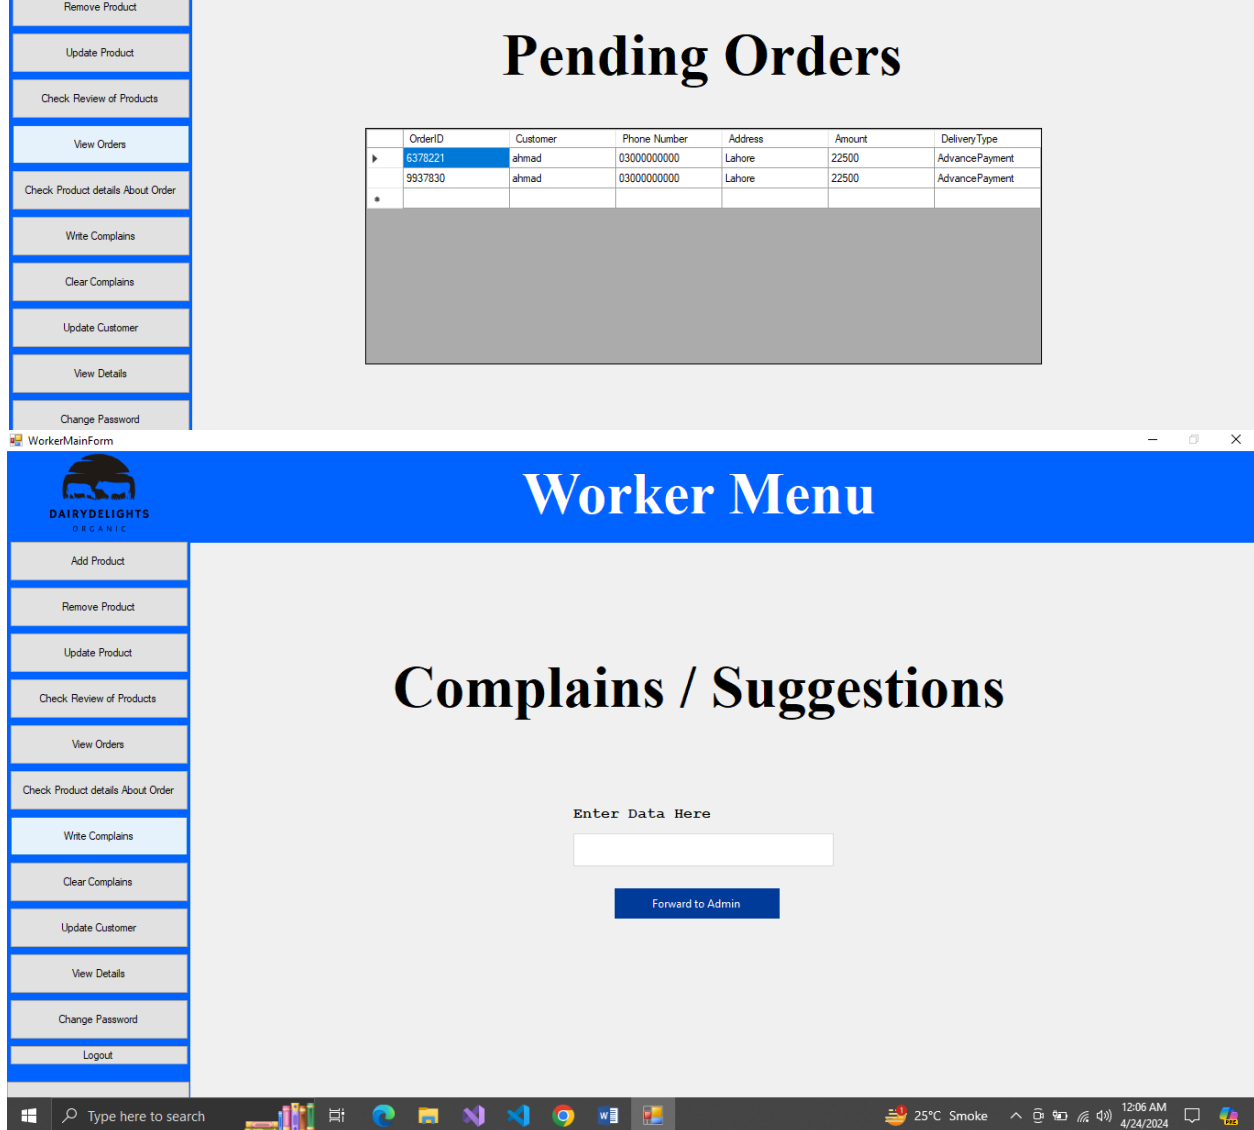 Remove Product
Pending Orders
Update Product
Check Review of Products
View Orders
Check Product details About Order
Write Complains
Clear Complains
Update Customer
View Details
Change Password
OrderID Customer Phone Number Address Amount DeliveryType
6378221 ahmad 03000000000 Lahore 22500 AdvancePayment
9937830 ahmad 03000000000 Lahore 22500 AdvancePayment
WorkerMainForm
DAIRYDELIGHTS
ORGANIC
Worker Menu
Add Product
Remove Product
Update Product
Check Review of Products
View Orders
Check Product details About Order
Write Complains
Clear Complains
Update Customer
View Details
Change Password
Logout
Complains / Suggestions
Enter Data Here
Forward to Admin
Type here to search
25°C Smoke
12:06 AM
4/24/2024